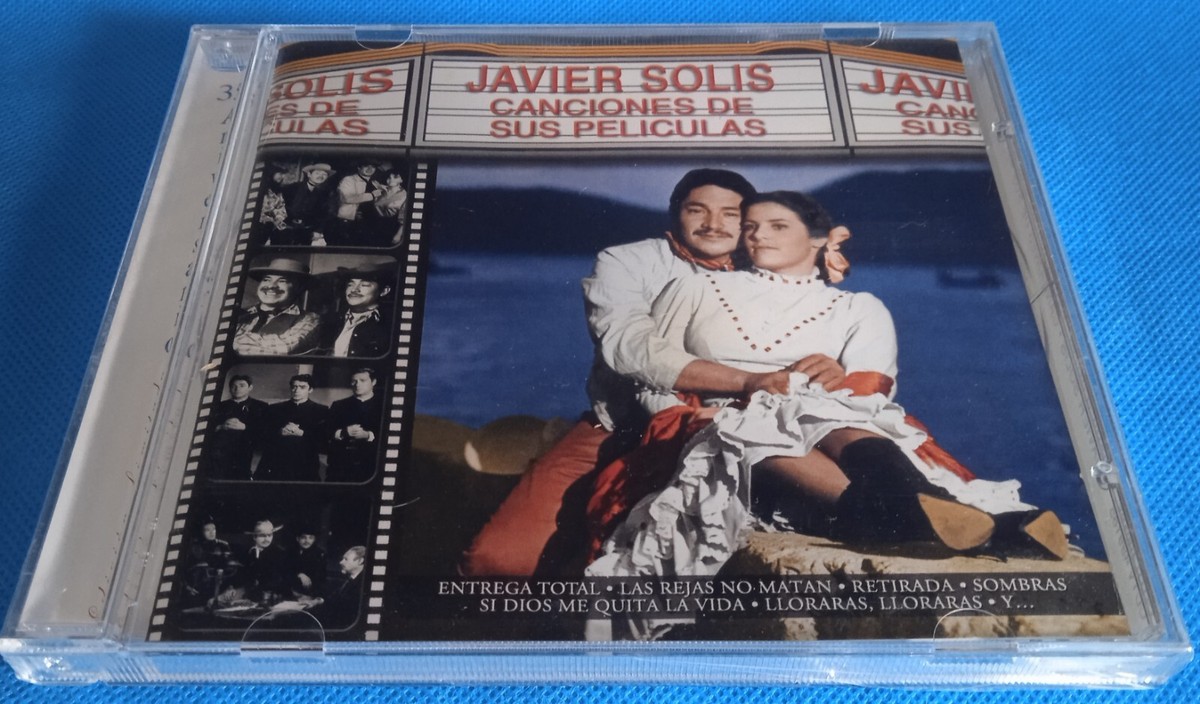 JAVIER SOLIS
CANCIONES DE
SUS PELICULAS
SOLIS
ES DE
ULAS
JAVI
CANC
SUS
ENTREGA TOTAL • LAS REJAS NO MATAN • RETIRADA • SOMBRAS
SI DIOS ME QUITA LA VIDA • LLORARAS, LLORARAS • Y...